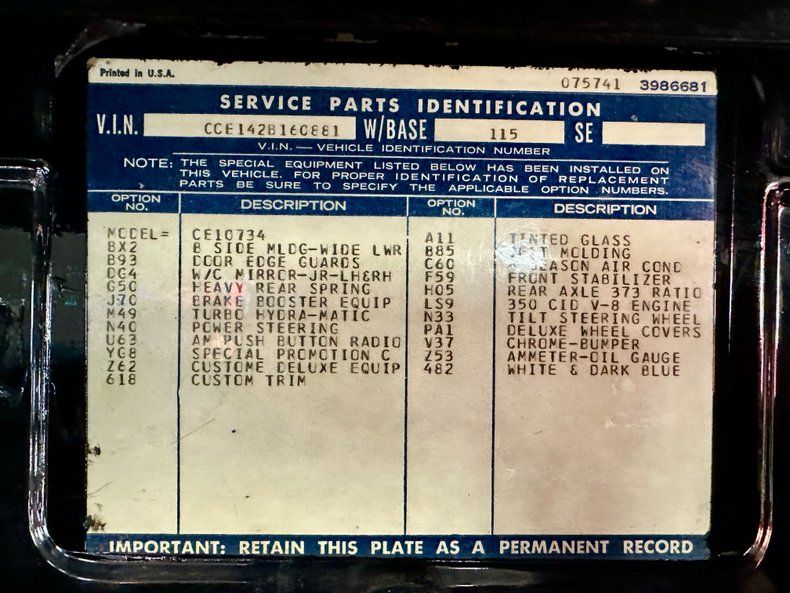 Printed in U.S.A.
075741 3986681
SERVICE PARTS IDENTIFICATION
V.I.N. CCE142B160881 W/BASE 115 SE
V.I.N. — VEHICLE IDENTIFICATION NUMBER
NOTE: THE SPECIAL EQUIPMENT LISTED BELOW HAS BEEN INSTALLED ON
THIS VEHICLE. FOR PROPER IDENTIFICATION OF REPLACEMENT
PARTS BE SURE TO SPECIFY THE APPLICABLE OPTION NUMBERS.
OPTION NO. DESCRIPTION
MODEL= CE10734
BX2 B SIDE MLDG-WIDE LWR
B93 DOOR EDGE GUARDS
DG4 W/C MIRROR-JR-LH&RH
G50 HEAVY REAR SPRING
J70 BRAKE BOOSTER EQUIP
M49 TURBO HYDRA-MATIC
N40 POWER STEERING
U63 AM PUSH BUTTON RADIO
YG8 SPECIAL PROMOTION C
Z62 CUSTOME DELUXE EQUIP
618 CUSTOM TRIM
OPTION NO. DESCRIPTION
A11 TINTED GLASS
B85 MOLDING
C60 SEASON AIR COND
F59 FRONT STABILIZER
H05 REAR AXLE 373 RATIO
LS9 350 CID V-8 ENGINE
N33 TILT STEERING WHEEL
PA1 DELUXE WHEEL COVERS
V37 CHROME-BUMPER
Z53 AMMETER-OIL GAUGE
482 WHITE & DARK BLUE
IMPORTANT: RETAIN THIS PLATE AS A PERMANENT RECORD